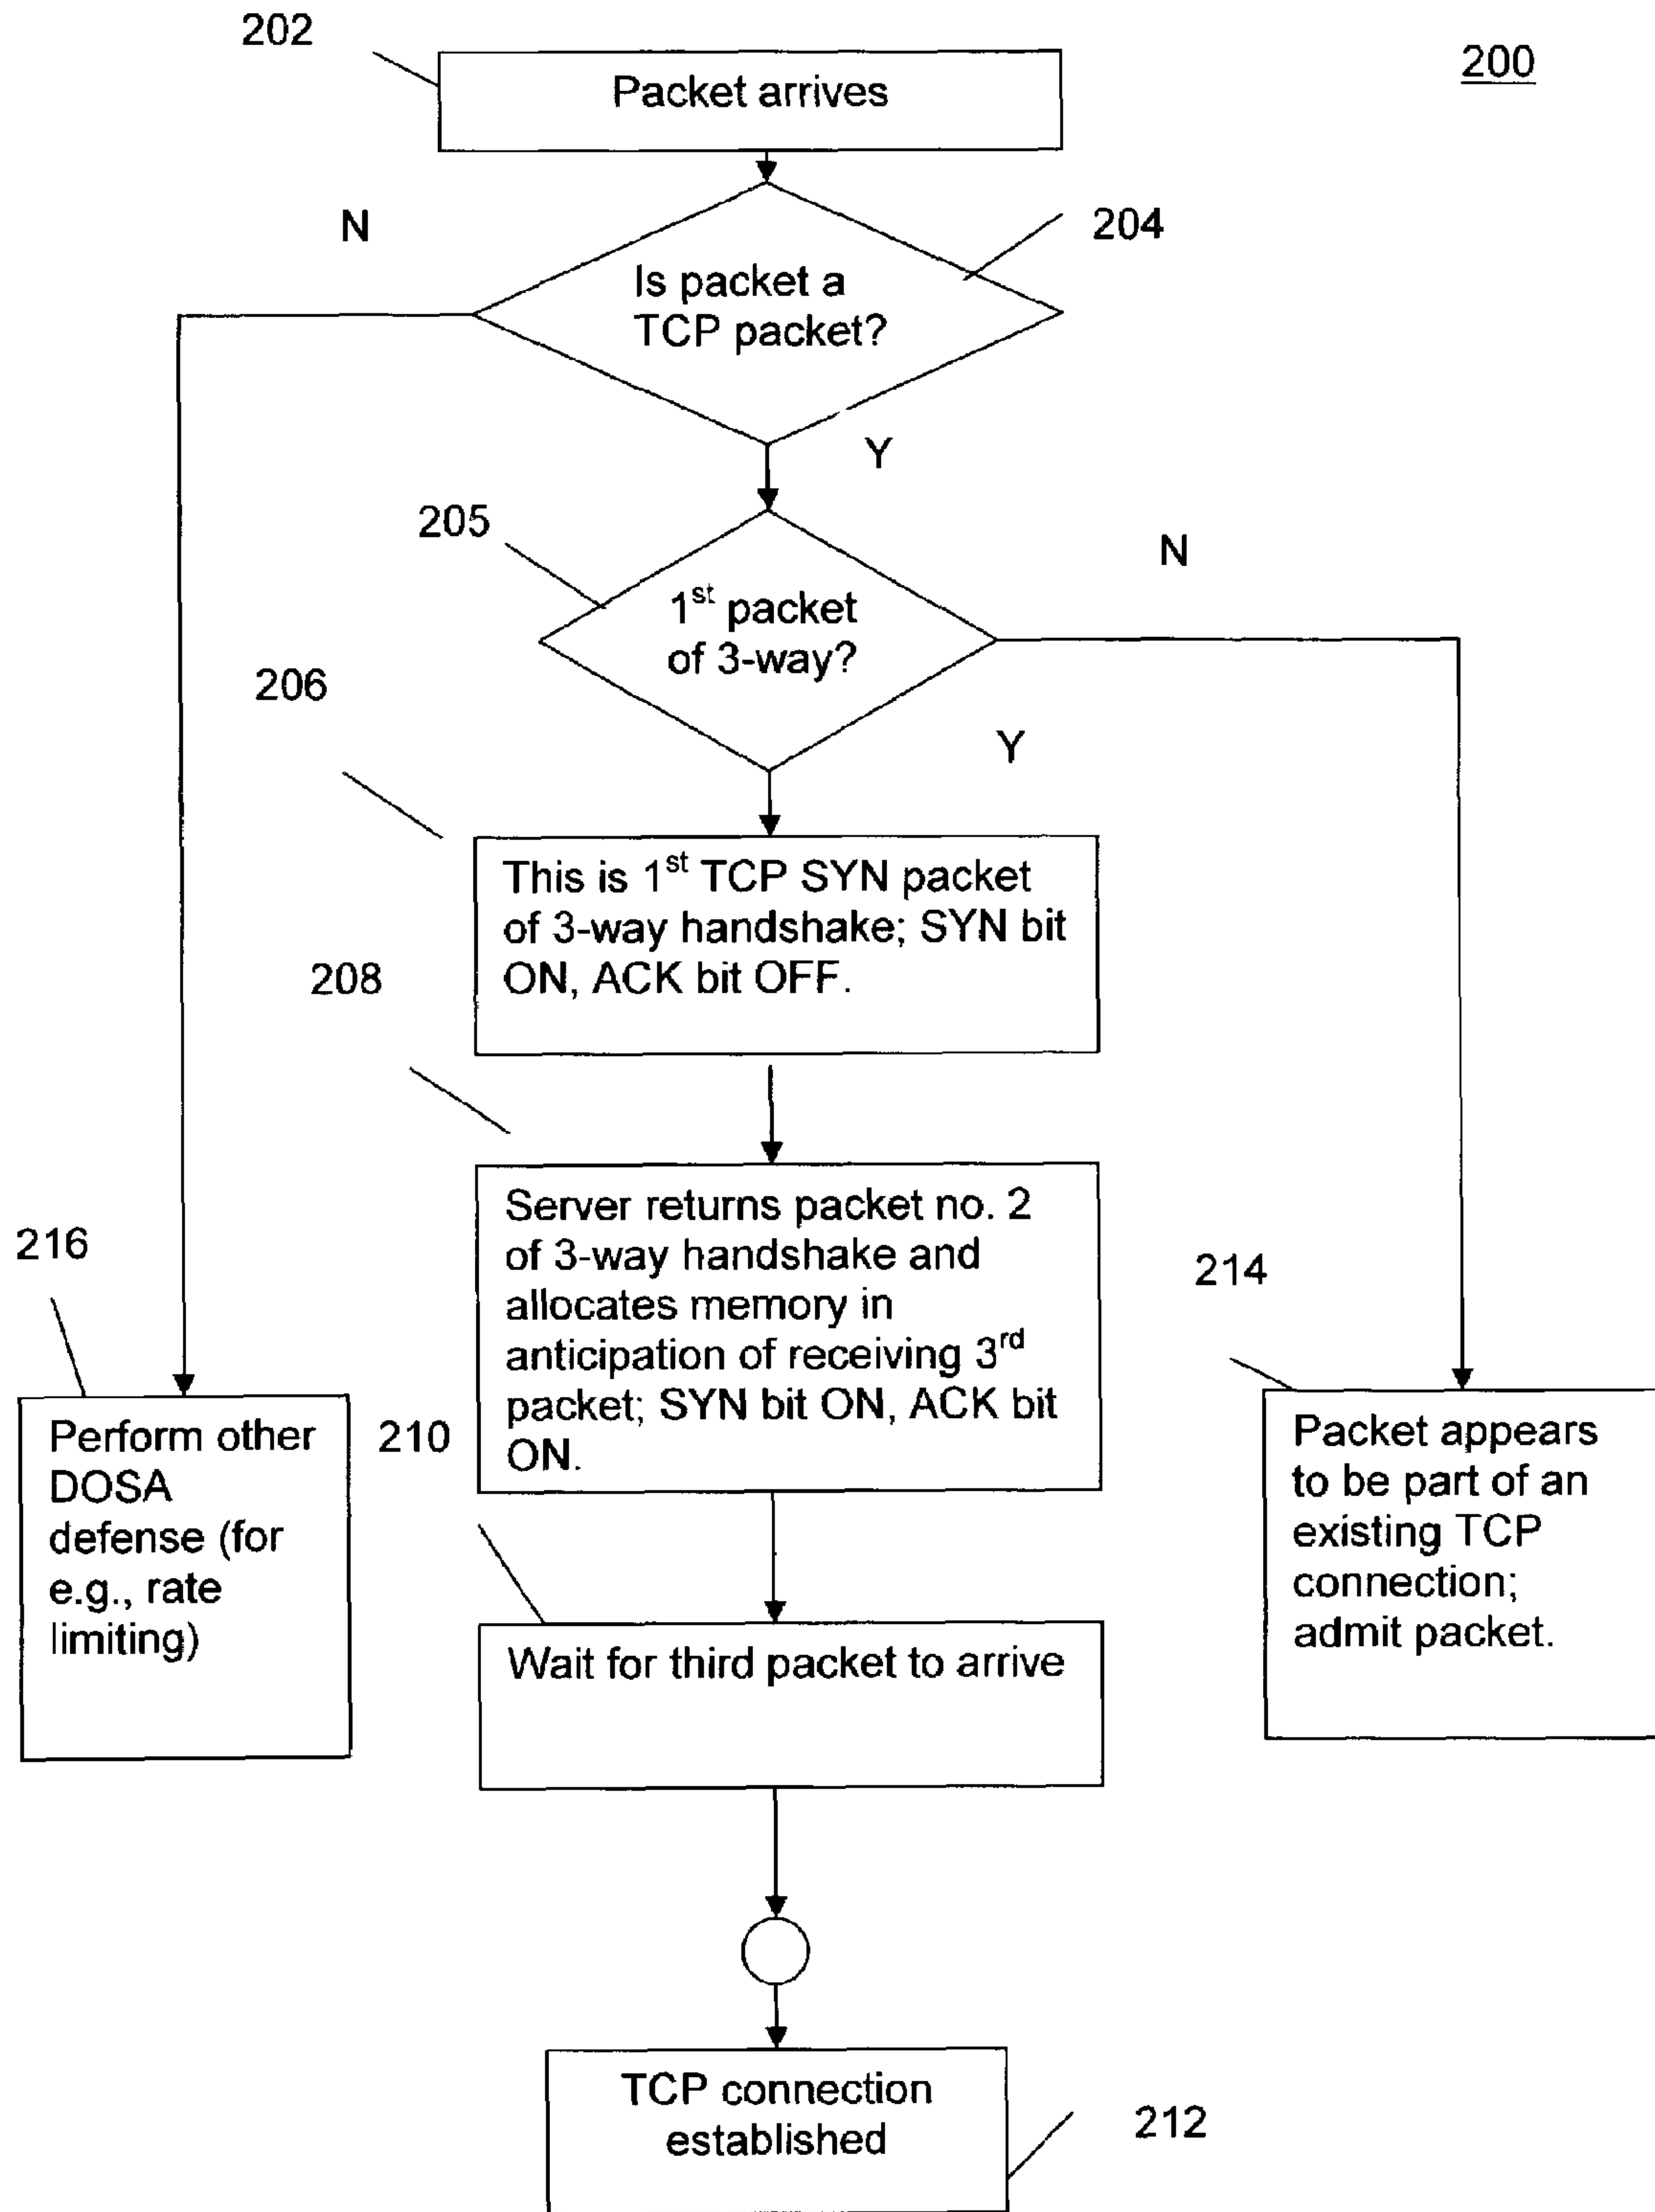 202
200
Packet arrives
N
204
Is packet a
TCP packet?
Y
205
N
1st packet
of 3-way?
206
Y
This is 1st TCP SYN packet
of 3-way handshake; SYN bit
ON, ACK bit OFF.
208
Server returns packet no. 2
of 3-way handshake and
allocates memory in
anticipation of receiving 3rd
packet; SYN bit ON, ACK bit
ON.
216
214
Perform other
DOSA
defense (for
e.g., rate
limiting)
210
Packet appears
to be part of an
existing TCP
connection;
admit packet.
Wait for third packet to arrive
TCP connection
established
212